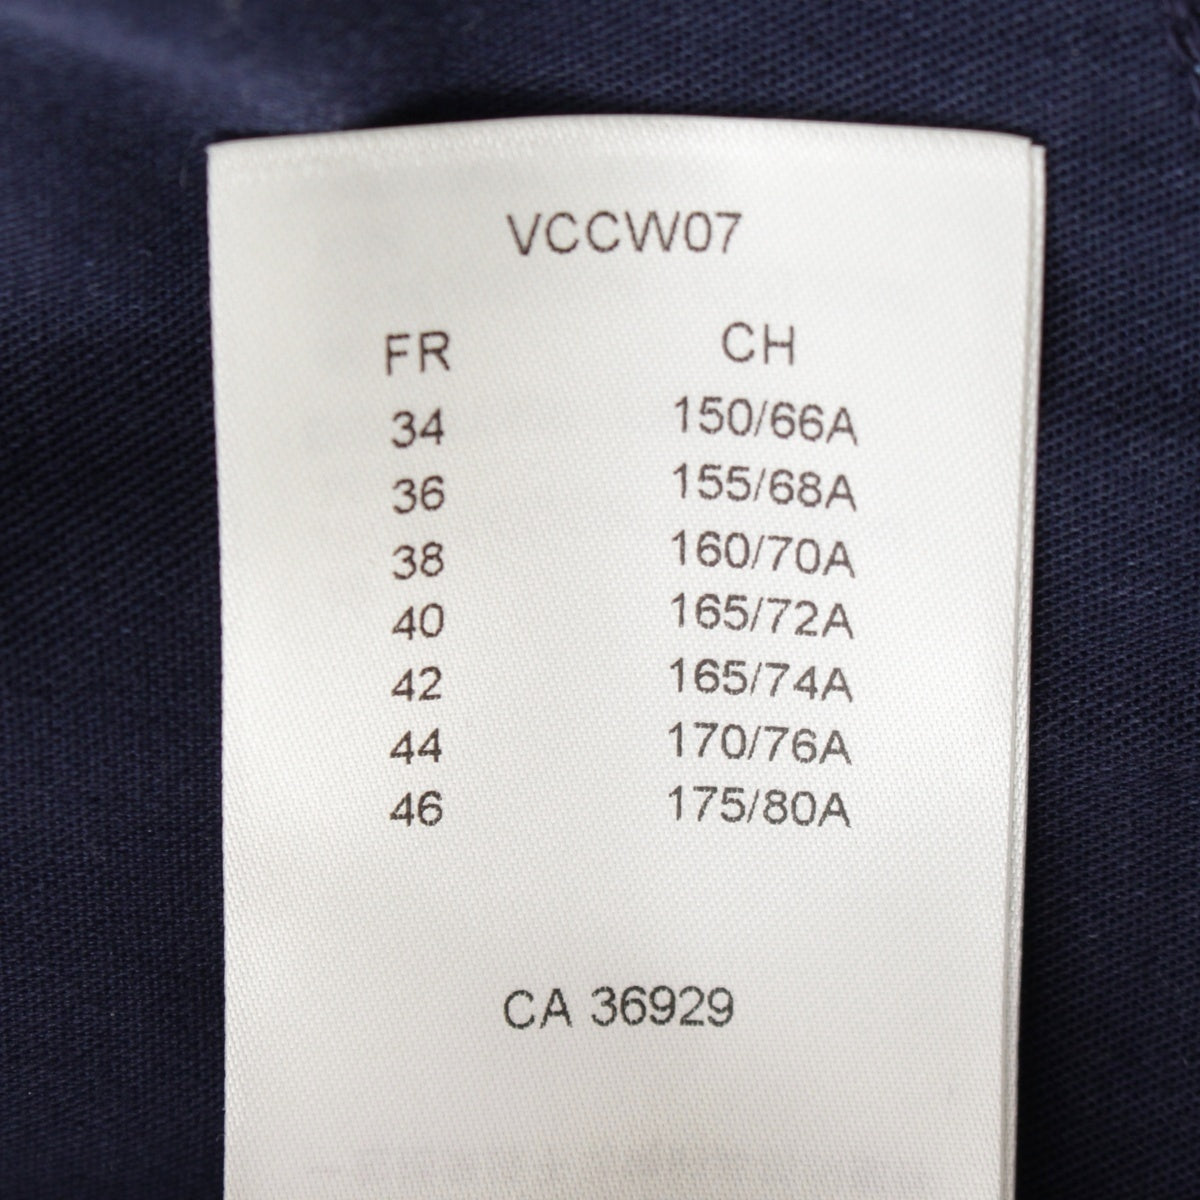 VCCW07
FR CH
34 150/66A
36 155/68A
38 160/70A
40 165/72A
42 165/74A
44 170/76A
46 175/80A
CA 36929